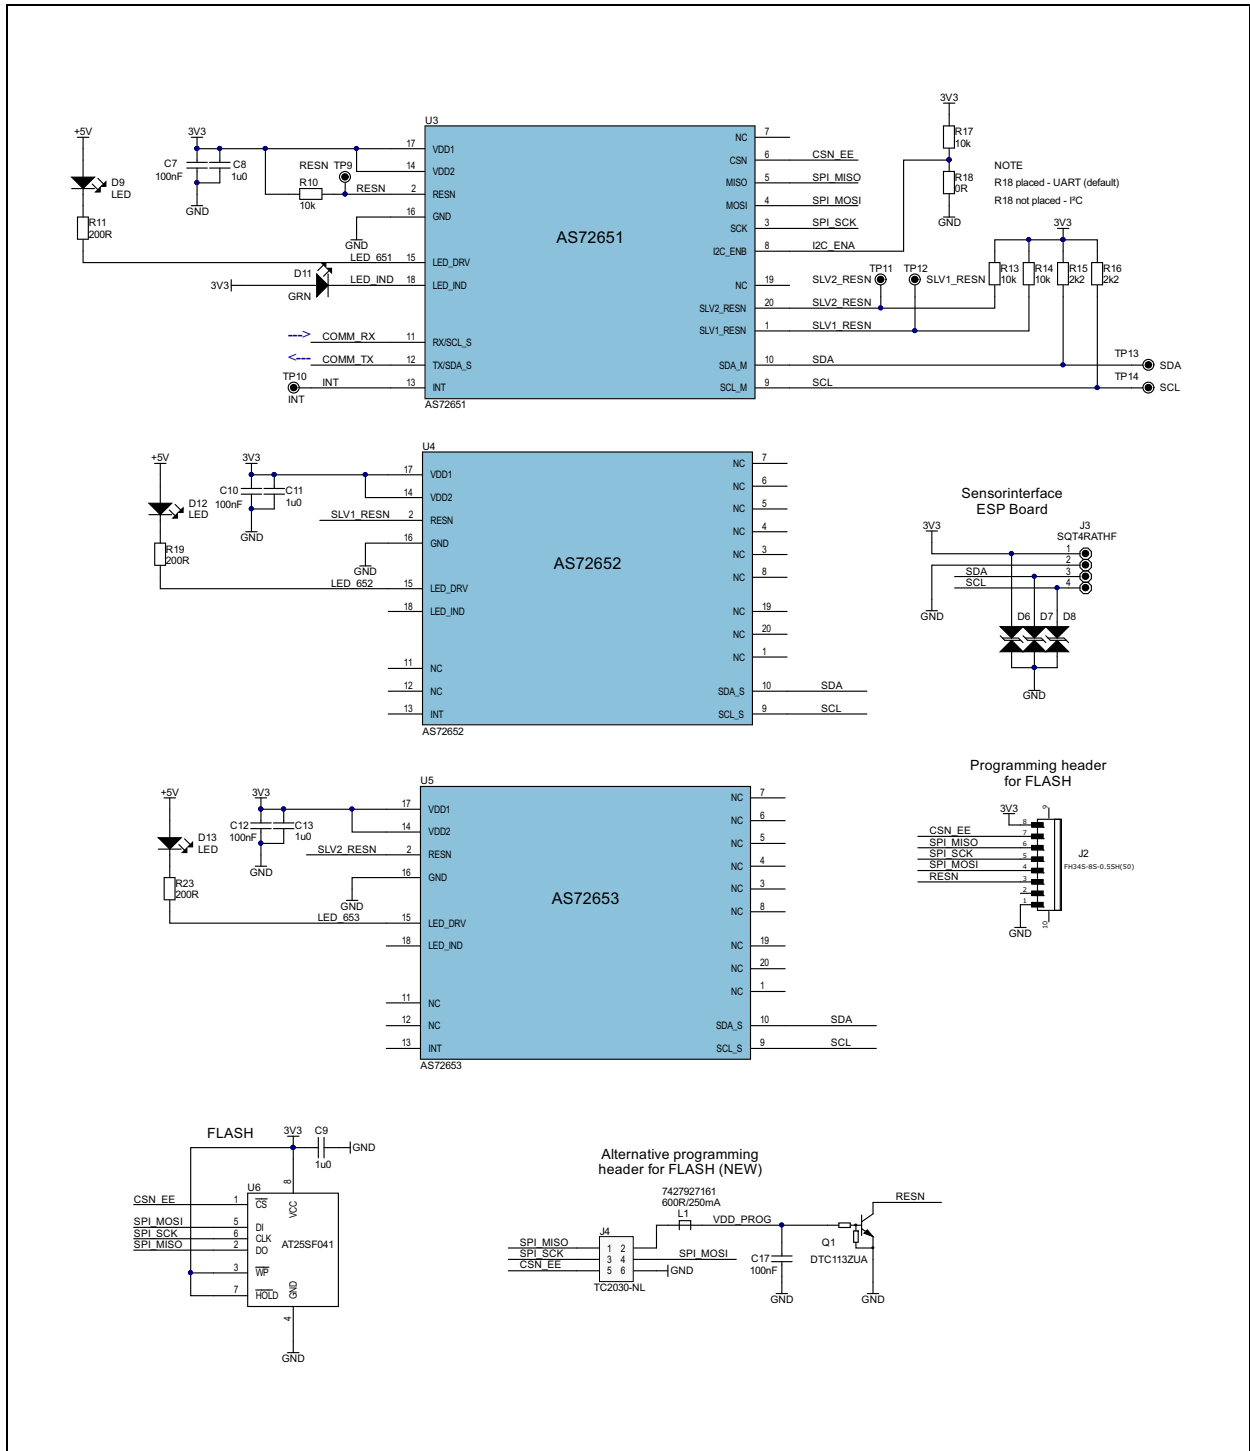 U3
+5V
D9
LED
R11
200R
3V3
C7
100nF
C8
1u0
GND
RESN TP9
R10
10k
RESN
GND
LED_651
D11
GRN
3V3
LED_IND
---> COMM_RX
<--- COMM_TX
TP10
INT
INT
17 VDD1
14 VDD2
2 RESN
16 GND
15 LED_DRV
18 LED_IND
11 RX/SCL_S
12 TX/SDA_S
13 INT
AS72651
AS72651
NC 7
CSN 6 CSN_EE
MISO 5 SPI_MISO
MOSI 4 SPI_MOSI
SCK 3 SPI_SCK
I2C_ENB 8 I2C_ENA
NC 19
SLV2_RESN 20 SLV2_RESN
SLV1_RESN 1 SLV1_RESN
SDA_M 10 SDA
SCL_M 9 SCL
3V3
R17
10k
R18
0R
GND
NOTE
R18 placed - UART (default)
R18 not placed - I²C
3V3
SLV2_RESN TP11 TP12 SLV1_RESN
R13
10k
R14
10k
R15
2k2
R16
2k2
TP13 SDA
TP14 SCL
U4
+5V
D12
LED
R19
200R
3V3
C10
100nF
C11
1u0
GND
SLV1_RESN
GND
LED_652
17 VDD1
14 VDD2
2 RESN
16 GND
15 LED_DRV
18 LED_IND
11 NC
12 NC
13 INT
AS72652
AS72652
NC 7
NC 6
NC 5
NC 4
NC 3
NC 8
NC 19
NC 20
NC 1
SDA_S 10 SDA
SCL_S 9 SCL
Sensorinterface
ESP Board
J3
SQT4RATHF
3V3
1
2
SDA 3
SCL 4
GND
D6 D7 D8
GND
U5
+5V
D13
LED
R23
200R
3V3
C12
100nF
C13
1u0
GND
SLV2_RESN
GND
LED_653
17 VDD1
14 VDD2
2 RESN
16 GND
15 LED_DRV
18 LED_IND
11 NC
12 NC
13 INT
AS72653
AS72653
NC 7
NC 6
NC 5
NC 4
NC 3
NC 8
NC 19
NC 20
NC 1
SDA_S 10 SDA
SCL_S 9 SCL
Programming header
for FLASH
3V3
9
8
CSN_EE 7
SPI_MISO 6
SPI_SCK 5
SPI_MOSI 4
RESN 3
2
1
10
GND
J2
FH34S-8S-0.5SH(50)
FLASH
3V3
C9
1u0
GND
U6
8
VCC
CSN_EE 1 CS
SPI_MOSI 5 DI
SPI_SCK 6 CLK
SPI_MISO 2 DO
3 WP
7 HOLD
AT25SF041
GND
4
GND
Alternative programming
header for FLASH (NEW)
7427927161
600R/250mA
L1
VDD_PROG
J4
SPI_MISO 1 2
SPI_SCK 3 4 SPI_MOSI
CSN_EE 5 6 GND
TC2030-NL
C17
100nF
GND
RESN
Q1
DTC113ZUA
GND